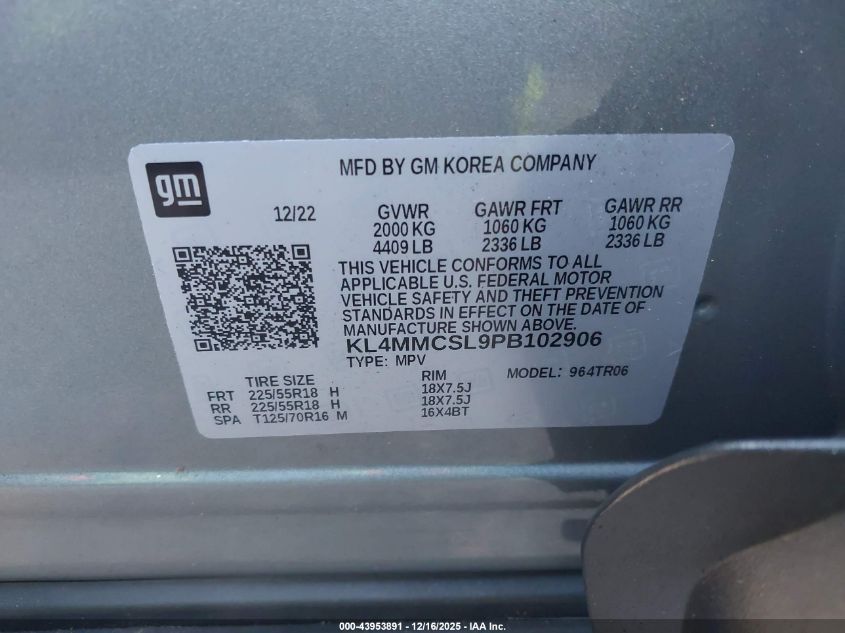 gm
MFD BY GM KOREA COMPANY
12/22
GVWR GAWR FRT GAWR RR
2000 KG 1060 KG 1060 KG
4409 LB 2336 LB 2336 LB
THIS VEHICLE CONFORMS TO ALL
APPLICABLE U.S. FEDERAL MOTOR
VEHICLE SAFETY AND THEFT PREVENTION
STANDARDS IN EFFECT ON THE DATE OF
MANUFACTURE SHOWN ABOVE.
KL4MMCSL9PB102906
TYPE: MPV MODEL: 964TR06
TIRE SIZE RIM
FRT 225/55R18 H 18X7.5J
RR 225/55R18 H 18X7.5J
SPA T125/70R16 M 16X4BT
000-43953891 - 12/16/2025 - IAA Inc.